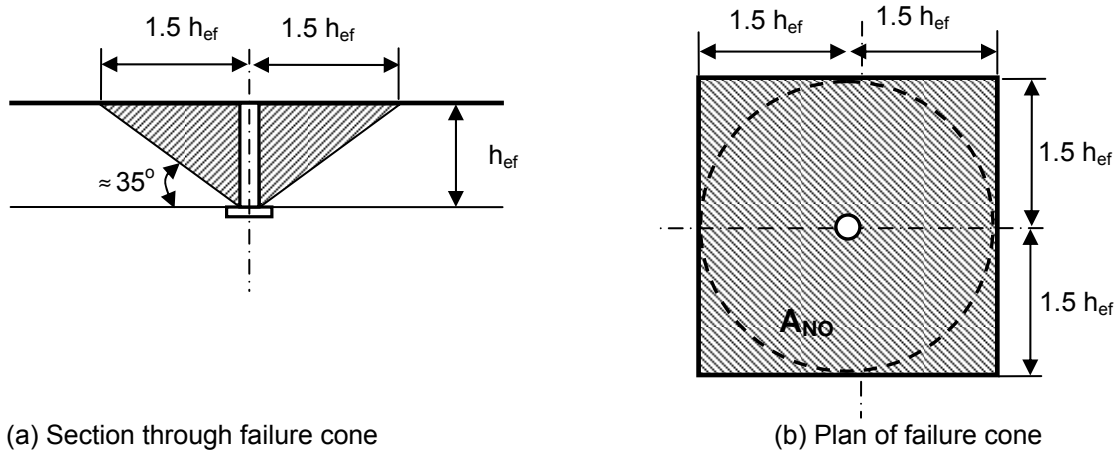 1.5 hef 1.5 hef
hef
≈ 35o
(a) Section through failure cone
1.5 hef 1.5 hef
1.5 hef
1.5 hef
ANO
(b) Plan of failure cone